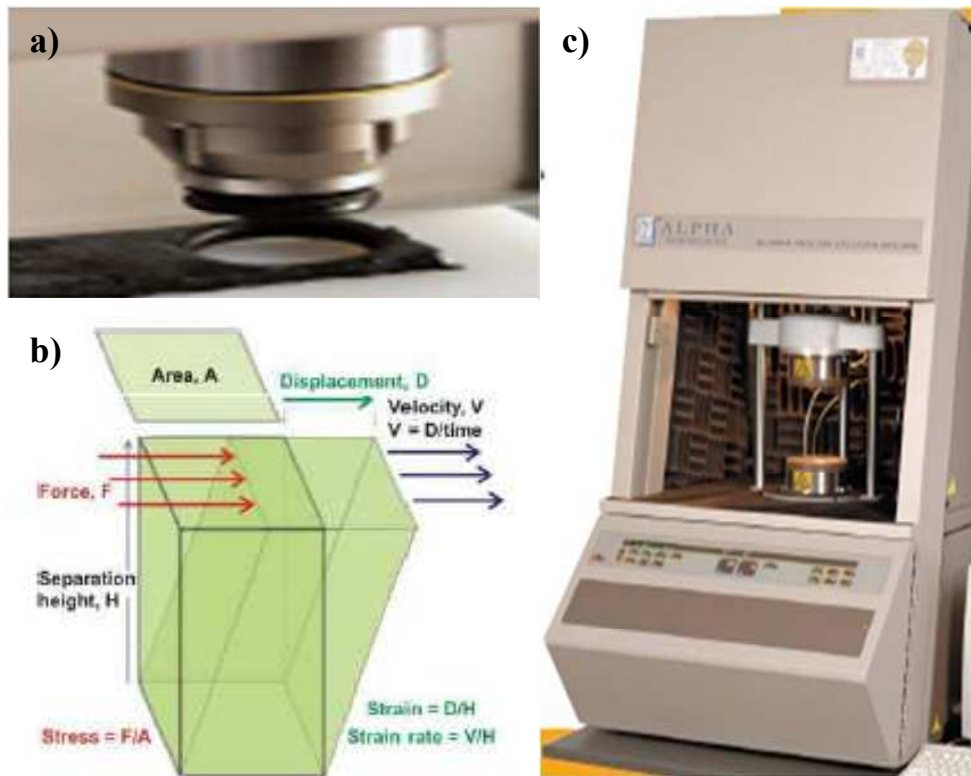 a)
b)
Area, A
Displacement, D
Velocity, V
V = D/time
Force, F
Separation
height, H
Strain = D/H
Stress = F/A
Strain rate = V/H
c)
ALPHA